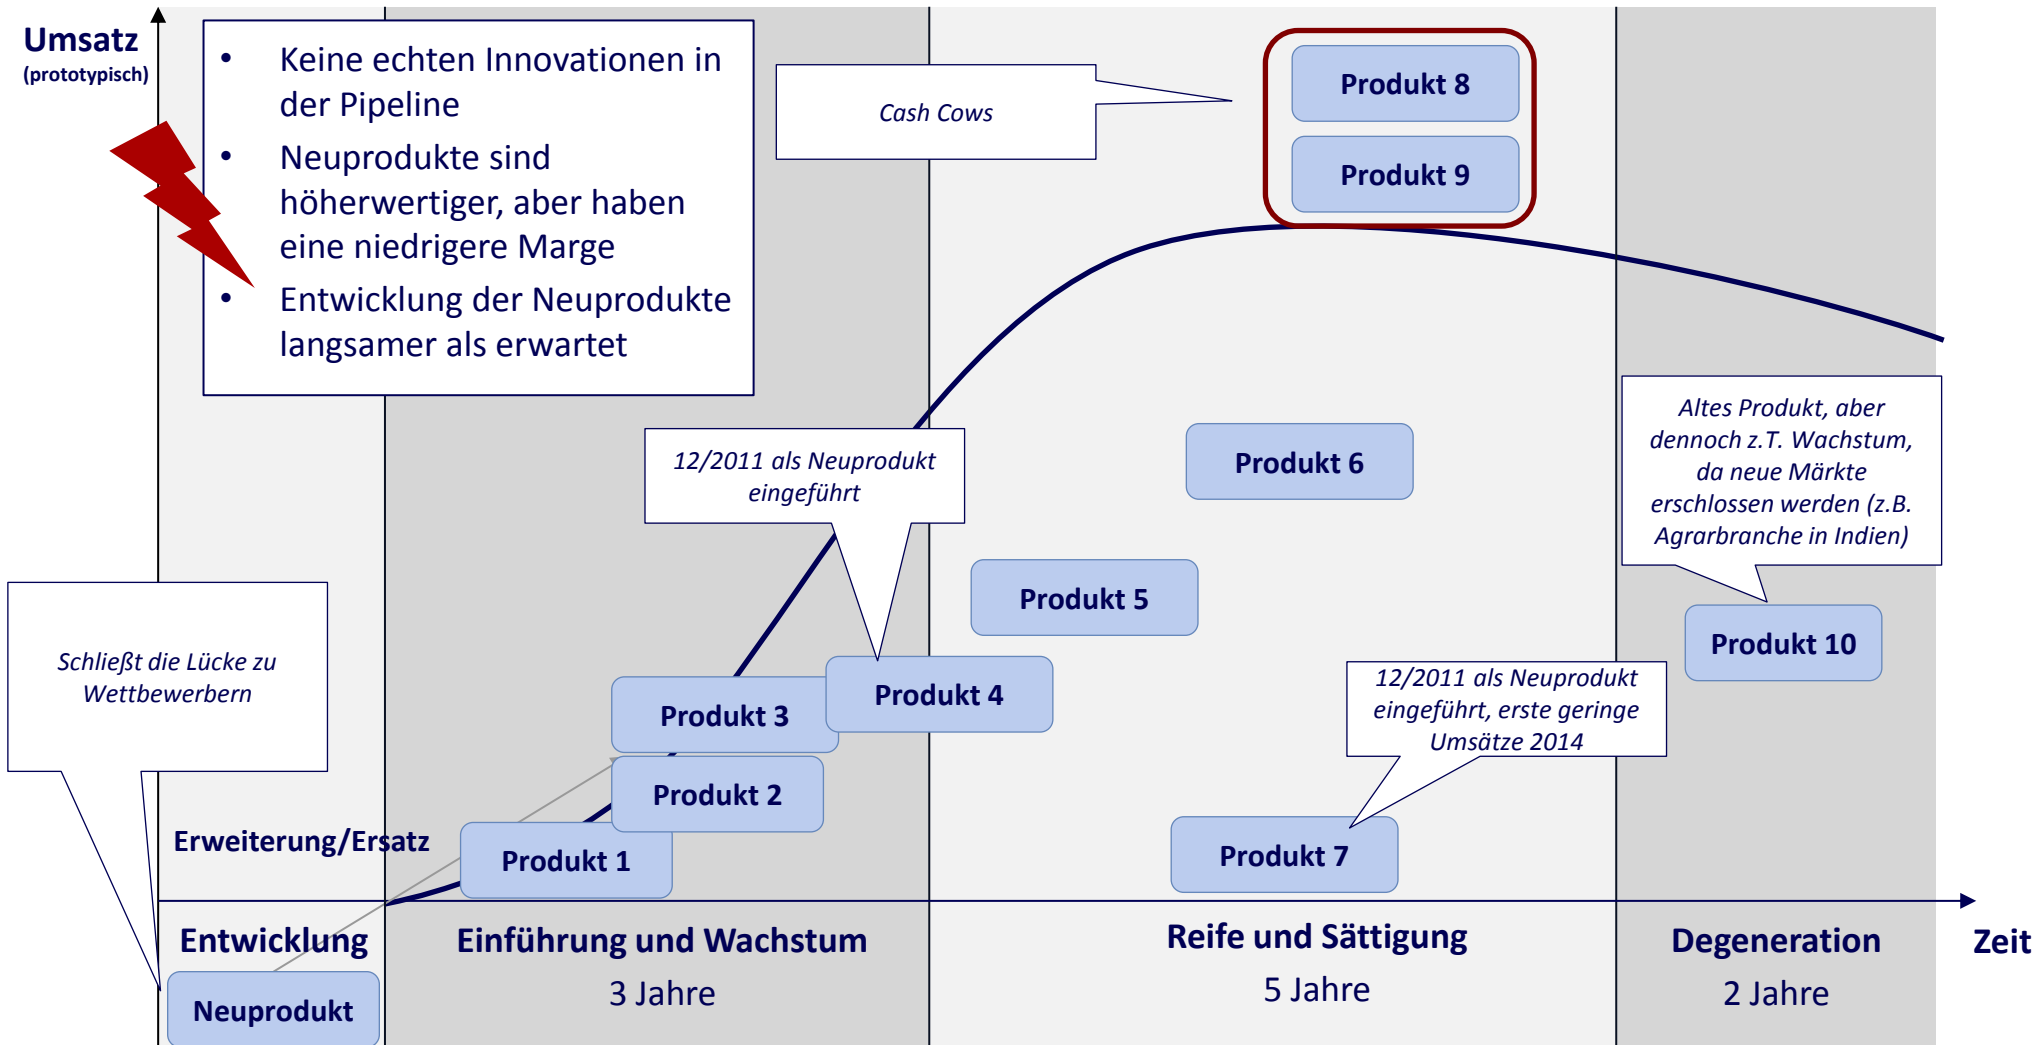 Umsatz
(prototypisch)
• Keine echten Innovationen in
der Pipeline
• Neuprodukte sind
höherwertiger, aber haben
eine niedrigere Marge
• Entwicklung der Neuprodukte
langsamer als erwartet
Cash Cows
Produkt 8
Produkt 9
12/2011 als Neuprodukt
eingeführt
Produkt 6
Altes Produkt, aber
dennoch z.T. Wachstum,
da neue Märkte
erschlossen werden (z.B.
Agrarbranche in Indien)
Produkt 5
Produkt 10
Schließt die Lücke zu
Wettbewerbern
Produkt 3
Produkt 4
12/2011 als Neuprodukt
eingeführt, erste geringe
Umsätze 2014
Produkt 2
Erweiterung/Ersatz
Produkt 1
Produkt 7
Entwicklung
Einführung und Wachstum
3 Jahre
Reife und Sättigung
5 Jahre
Degeneration
2 Jahre
Zeit
Neuprodukt